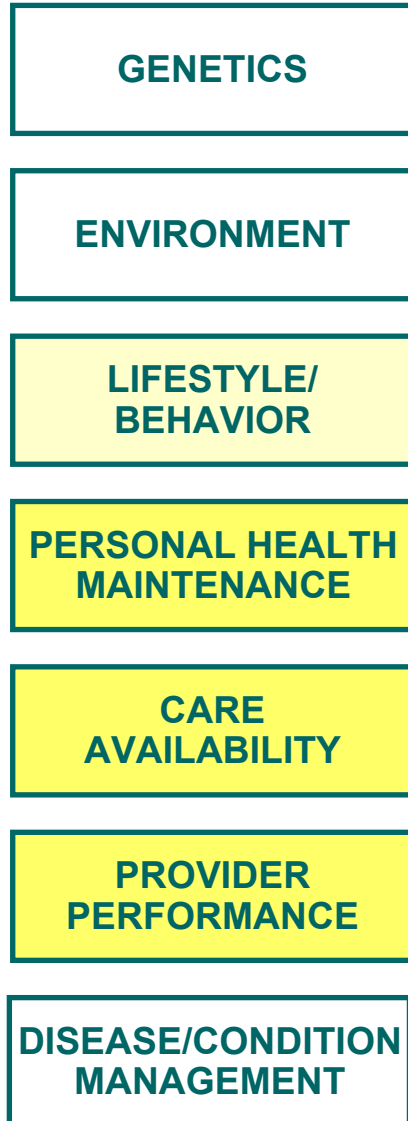 GENETICS
ENVIRONMENT
LIFESTYLE/
BEHAVIOR
PERSONAL HEALTH
MAINTENANCE
CARE
AVAILABILITY
PROVIDER
PERFORMANCE
DISEASE/CONDITION
MANAGEMENT